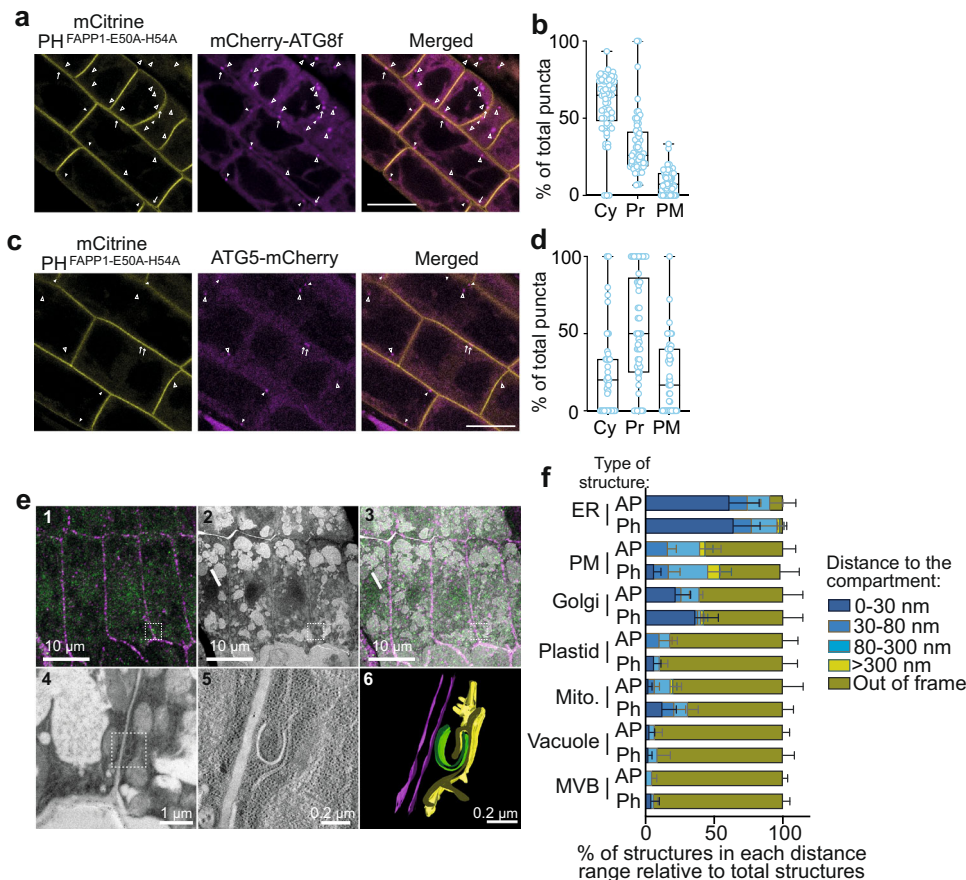 a
mCitrine
PH FAPP1-E50A-H54A
mCherry-ATG8f
Merged
b
% of total puncta
100
50
0
Cy Pr PM
c
mCitrine
PH FAPP1-E50A-H54A
ATG5-mCherry
Merged
d
% of total puncta
100
50
0
Cy Pr PM
e
1
10 µm
2
10 µm
3
10 µm
4
1 µm
5
0.2 µm
6
0.2 µm
f
Type of
structure:
ER
AP
Ph
PM
AP
Ph
Golgi
AP
Ph
Plastid
AP
Ph
Mito.
AP
Ph
Vacuole
AP
Ph
MVB
AP
Ph
0 50 100
% of structures in each distance
range relative to total structures
Distance to the
compartment:
0-30 nm
30-80 nm
80-300 nm
>300 nm
Out of frame